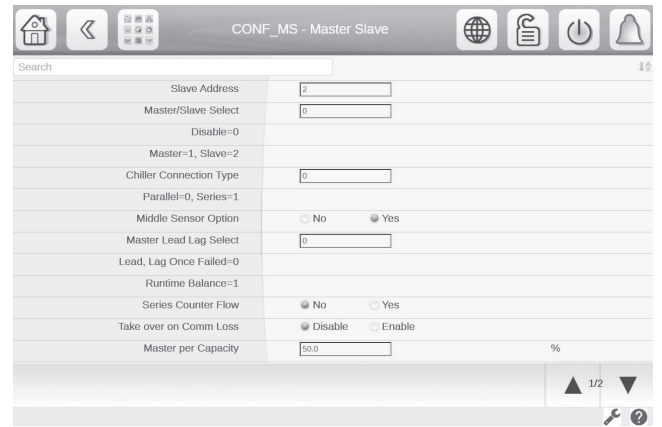 CONF_MS - Master Slave
Search
Slave Address 2
Master/Slave Select 0
Disable=0
Master=1, Slave=2
Chiller Connection Type 0
Parallel=0, Series=1
Middle Sensor Option No Yes
Master Lead Lag Select 0
Lead, Lag Once Failed=0
Runtime Balance=1
Series Counter Flow No Yes
Take over on Comm Loss Disable Enable
Master per Capacity 50.0 %
1/2
?